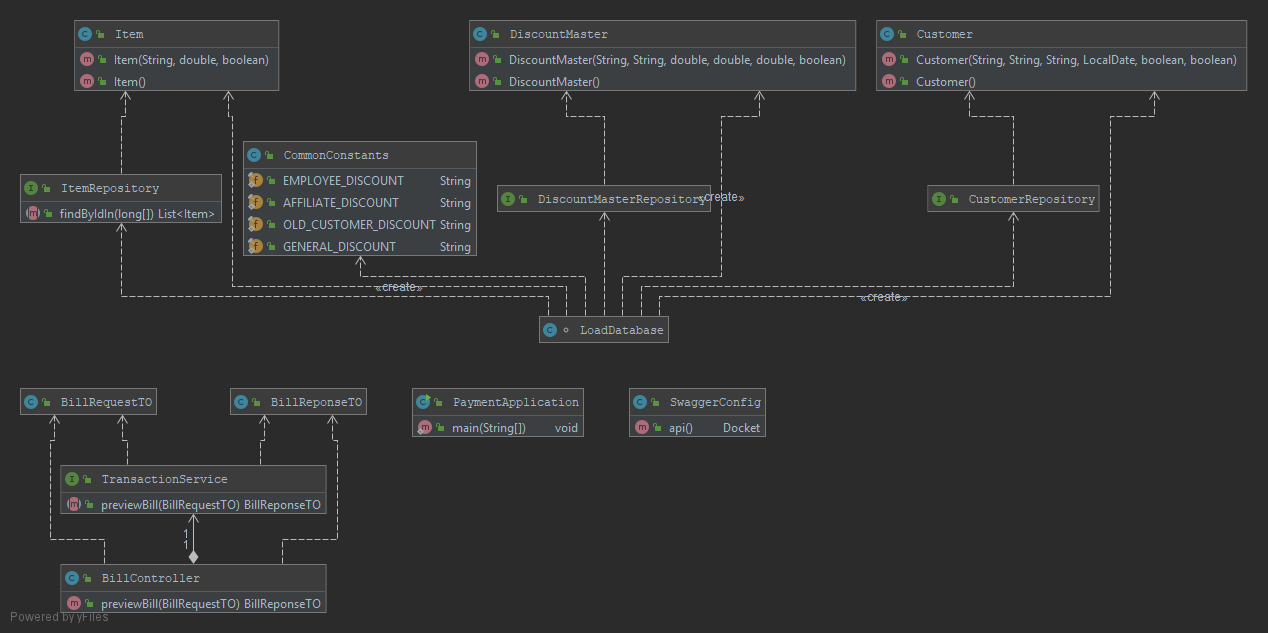 Item
Item(String, double, boolean)
Item()
DiscountMaster
DiscountMaster(String, String, double, double, double, boolean)
DiscountMaster()
Customer
Customer(String, String, String, LocalDate, boolean, boolean)
Customer()
CommonConstants
EMPLOYEE_DISCOUNT String
AFFILIATE_DISCOUNT String
OLD_CUSTOMER_DISCOUNT String
GENERAL_DISCOUNT String
ItemRepository
findByIdIn(long[]) List<Item>
DiscountMasterRepository
«create»
CustomerRepository
«create»
«create»
LoadDatabase
BillRequestTO
BillReponseTO
PaymentApplication
main(String[]) void
SwaggerConfig
api() Docket
TransactionService
previewBill(BillRequestTO) BillReponseTO
1
1
BillController
previewBill(BillRequestTO) BillReponseTO
Powered by yFiles